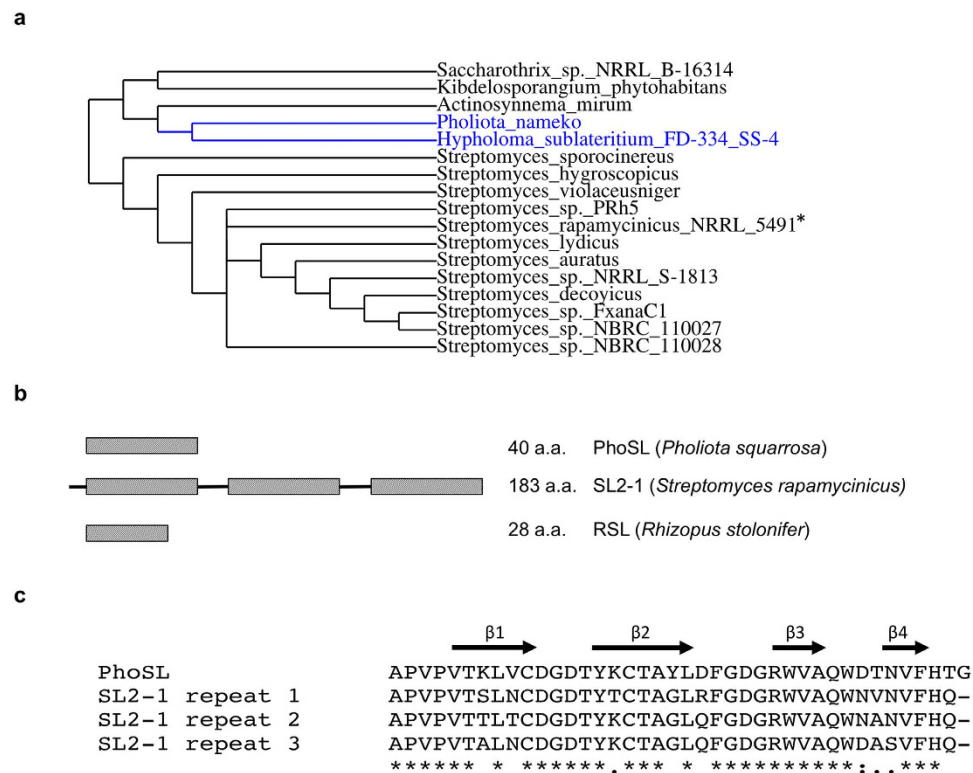 a
Saccharothrix_sp._NRRL_B-16314
Kibdelosporangium_phytohabitans
Actinosynnema_mirum
Pholiota_nameko
Hypholoma_sublateritium_FD-334_SS-4
Streptomyces_sporocinereus
Streptomyces_hygroscopicus
Streptomyces_violaceusniger
Streptomyces_sp._PRh5
Streptomyces_rapamycinicus_NRRL_5491*
Streptomyces_lydicus
Streptomyces_auratus
Streptomyces_sp._NRRL_S-1813
Streptomyces_decoyicus
Streptomyces_sp._FxanaC1
Streptomyces_sp._NBRC_110027
Streptomyces_sp._NBRC_110028
b
40 a.a. PhoSL (Pholiota squarrosa)
183 a.a. SL2-1 (Streptomyces rapamycinicus)
28 a.a. RSL (Rhizopus stolonifer)
c
β1 β2 β3 β4
PhoSL APVPVTKLVCDGDTYKCTAYLDFGDGRWVAQWDTNVFHTG
SL2-1 repeat 1 APVPVTSLNCDGDTYTCTAGLRFGDGRWVAQWNVNVFHQ-
SL2-1 repeat 2 APVPVTTLTCDGDTYKCTAGLQFGDGRWVAQWNANVFHQ-
SL2-1 repeat 3 APVPVTALNCDGDTYKCTAGLQFGDGRWVAQWDASVFHQ-
****** * ******.*** * **********:..***